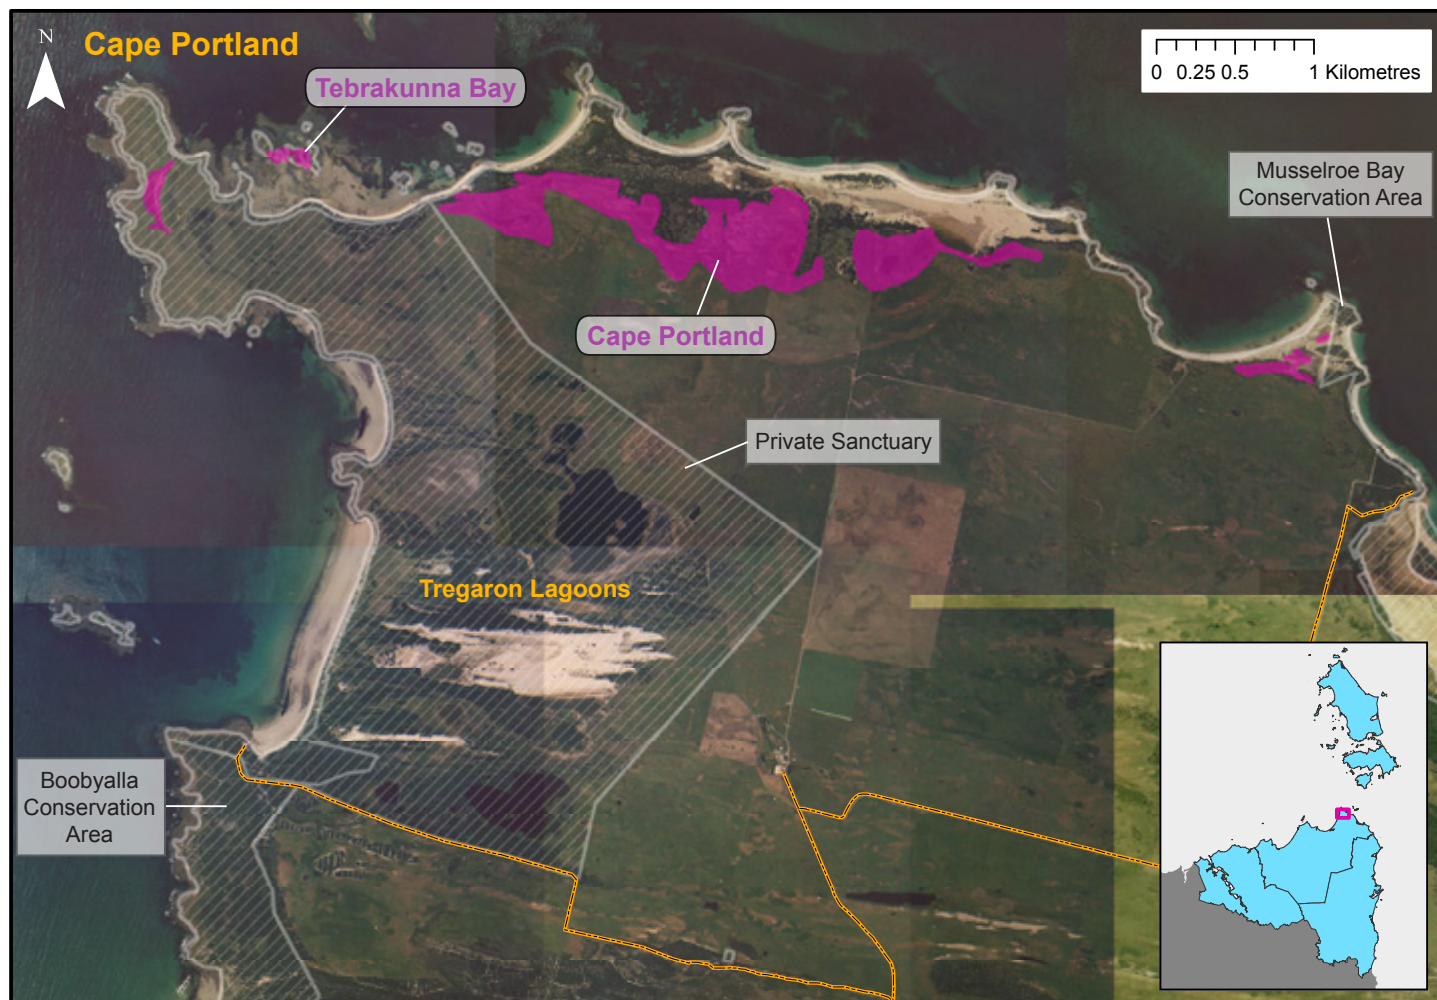 N
Cape Portland
Tebrakunna Bay
0 0.25 0.5 1 Kilometres
Musselroe Bay
Conservation Area
Cape Portland
Private Sanctuary
Tregaron Lagoons
Boobyalla
Conservation
Area